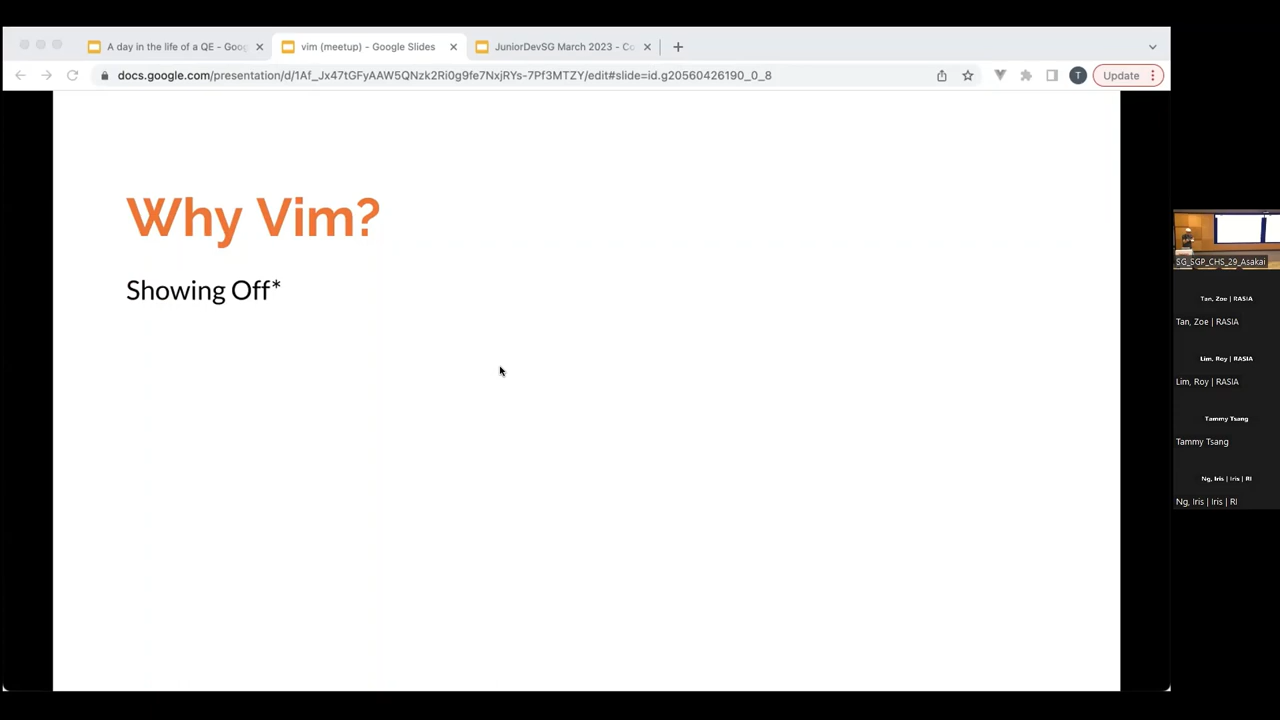 A day in the life of a QE - Goog
vim (meetup) - Google Slides
JuniorDevSG March 2023 - Co
docs.google.com/presentation/d/1Af_Jx47tGFyAAW5QNzk2Ri0g9fe7NxjRYs-7Pf3MTZY/edit#slide=id.g20560426190_0_8
T
Update
Why Vim?
Showing Off*
SG_SGP_CHS_29_Asakai
Tan, Zoe | RASIA
Tan, Zoe | RASIA
Lim, Roy | RASIA
Lim, Roy | RASIA
Tammy Tsang
Tammy Tsang
Ng, Iris | Iris | RI
Ng, Iris | Iris | RI